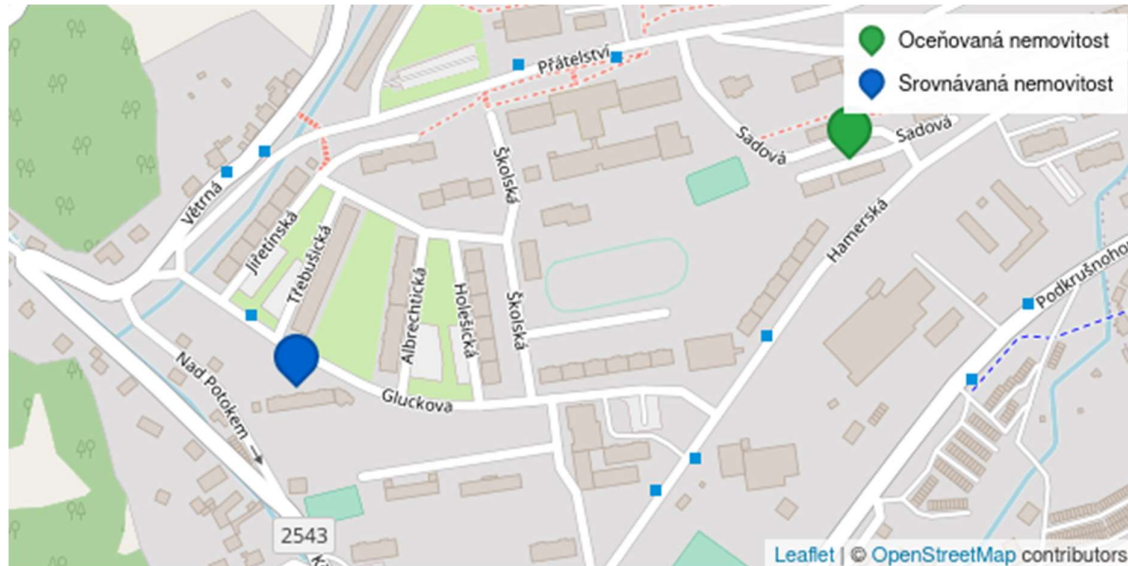 Oceňovaná nemovitost
Srovnávaná nemovitost
Přátelství
Sadová
Sadová
Školská
Větrná
Jiřetínská
Třebušická
Albrechtická
Holešická
Školská
Hamerská
Nad Potokem
Gluckova
2543
Leaflet | © OpenStreetMap contributors